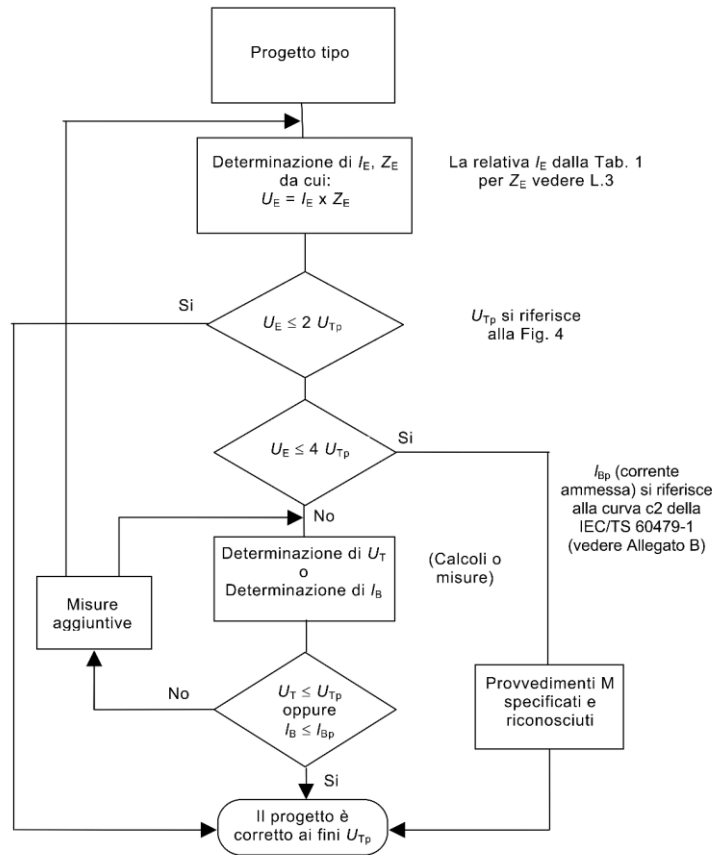 Progetto tipo
Determinazione di I_E, Z_E
da cui:
U_E = I_E x Z_E
La relativa I_E dalla Tab. 1
per Z_E vedere L.3
Si
U_E ≤ 2 U_Tp
U_Tp si riferisce
alla Fig. 4
U_E ≤ 4 U_Tp
Si
I_Bp (corrente
ammessa) si riferisce
alla curva c2 della
IEC/TS 60479-1
(vedere Allegato B)
No
Determinazione di U_T
o
Determinazione di I_B
(Calcoli o
misure)
Misure
aggiuntive
No
U_T ≤ U_Tp
oppure
I_B ≤ I_Bp
Provvedimenti M
specificati e
riconosciuti
Si
Il progetto è
corretto ai fini U_Tp